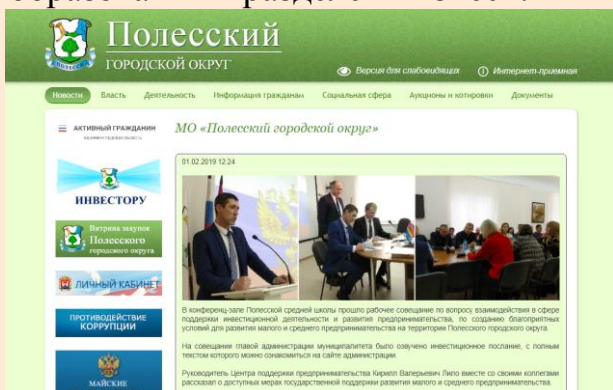 Полесский
ГОРОДСКОЙ ОКРУГ
Версия для слабовидящих Интернет-приемная
Новости Власть Деятельность Информация гражданам Социальная сфера Аукционы и котировки Документы
АКТИВНЫЙ ГРАЖДАНИН
МО «Полесский городской округ»
01.02.2019 12:24
ИНВЕСТОРУ
Витрина закупок
Полесского
городского округа
ЛИЧНЫЙ КАБИНЕТ
ПРОТИВОДЕЙСТВИЕ
КОРРУПЦИИ
МАЙСКИЕ
В конференц-зале Полесской средней школы прошло рабочее совещание по вопросу взаимодействия в сфере
поддержки инвестиционной деятельности и развития предпринимательства, по созданию благоприятных
условий для развития малого и среднего предпринимательства на территории Полесского городского округа.
На совещании главой администрации муниципалитета было озвучено инвестиционное послание, с полным
текстом которого можно ознакомиться на сайте администрации.
Руководитель Центра поддержки предпринимательства Кирилл Валерьевич Липо вместе со своими коллегами
рассказал о доступных мерах государственной поддержки развития малого и среднего предпринимательства.